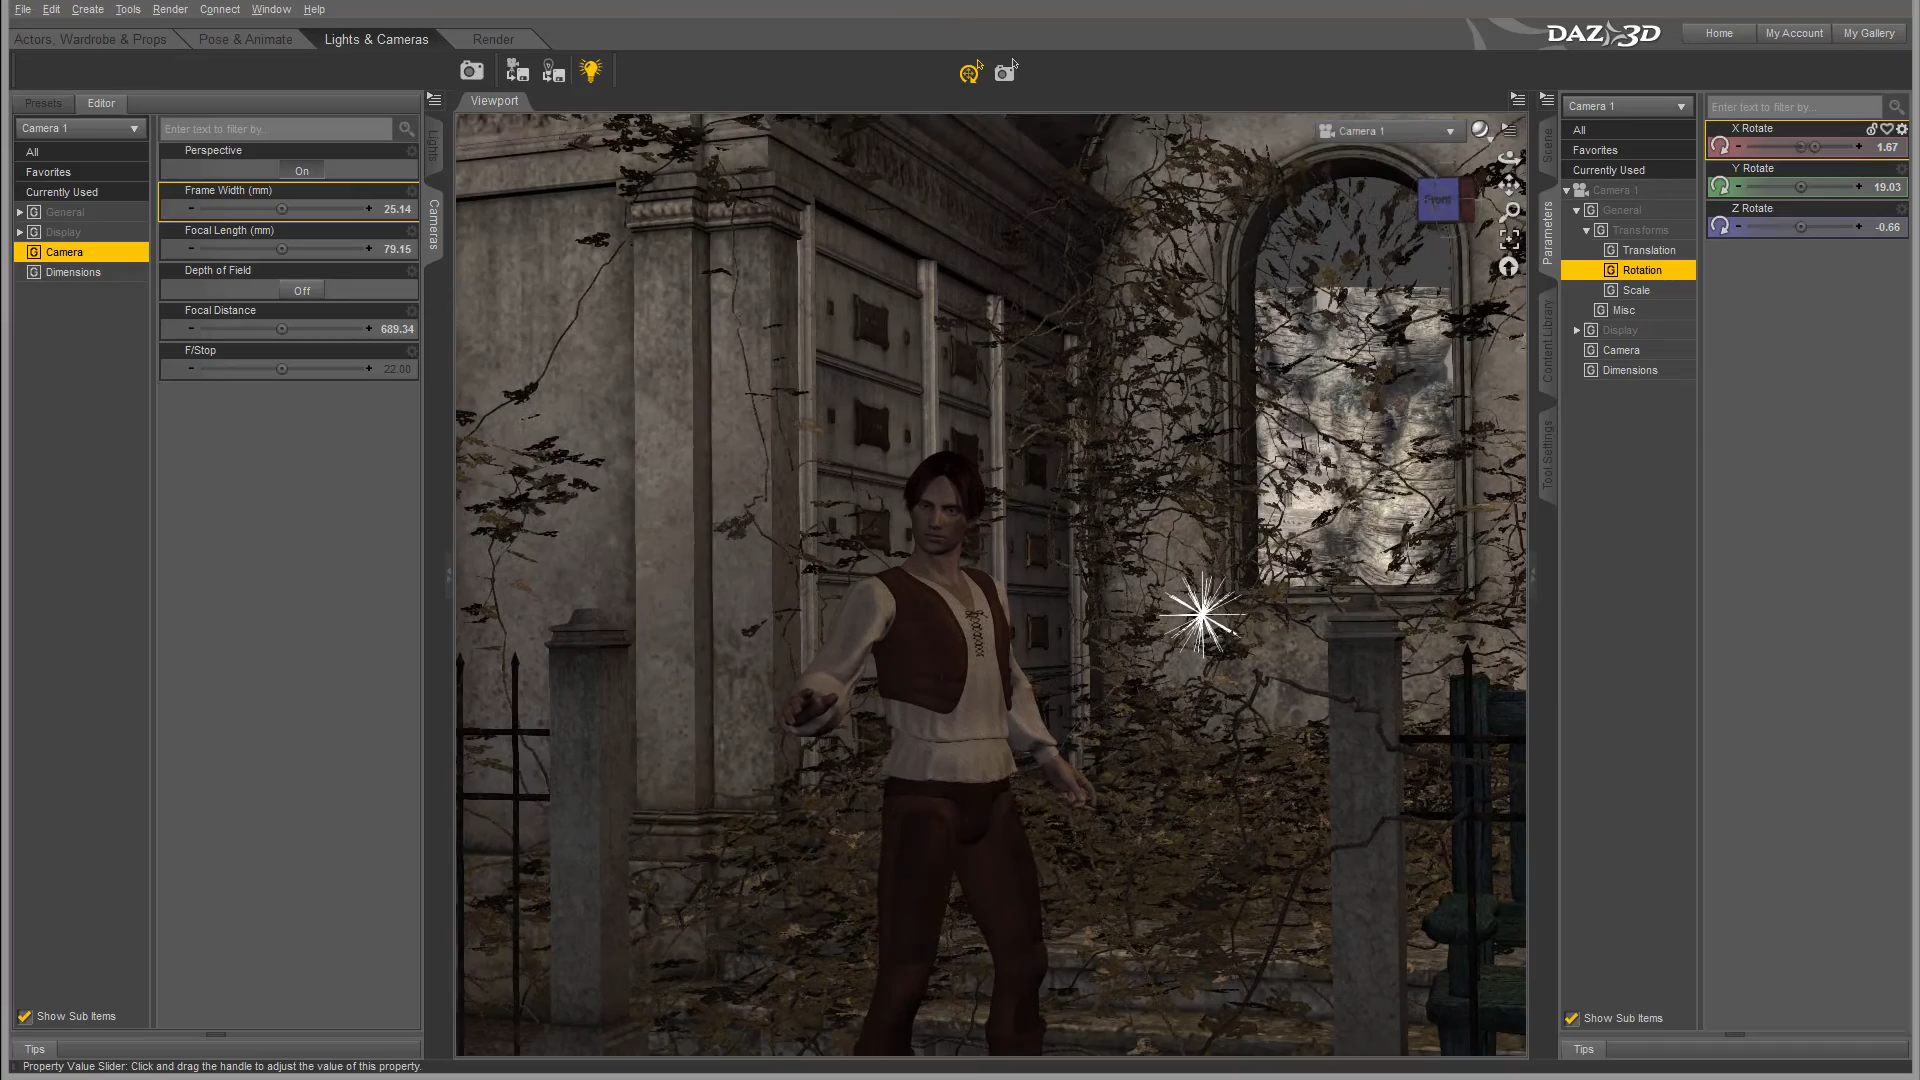 File Edit Create Tools Render Connect Window Help
Actors, Wardrobe & Props Pose & Animate Lights & Cameras Render
DAZ 3D Home My Account My Gallery
Presets Editor
Camera 1
Enter text to filter by...
All
Favorites
Currently Used
General
Display
Camera
Dimensions
Perspective
On
Frame Width (mm)
- + 25.14
Focal Length (mm)
- + 79.15
Depth of Field
Off
Focal Distance
- + 689.34
F/Stop
- + 22.00
Show Sub Items
Tips
Property Value Slider: Click and drag the handle to adjust the value of this property.
Lights
Cameras
Viewport
Camera 1
Front
Scene
Parameters
Content Library
Tool Settings
Camera 1
Enter text to filter by...
All
Favorites
Currently Used
Camera 1
General
Transforms
Translation
Rotation
Scale
Misc
Display
Camera
Dimensions
X Rotate
- + 1.67
Y Rotate
- + 19.03
Z Rotate
- + -0.66
Show Sub Items
Tips